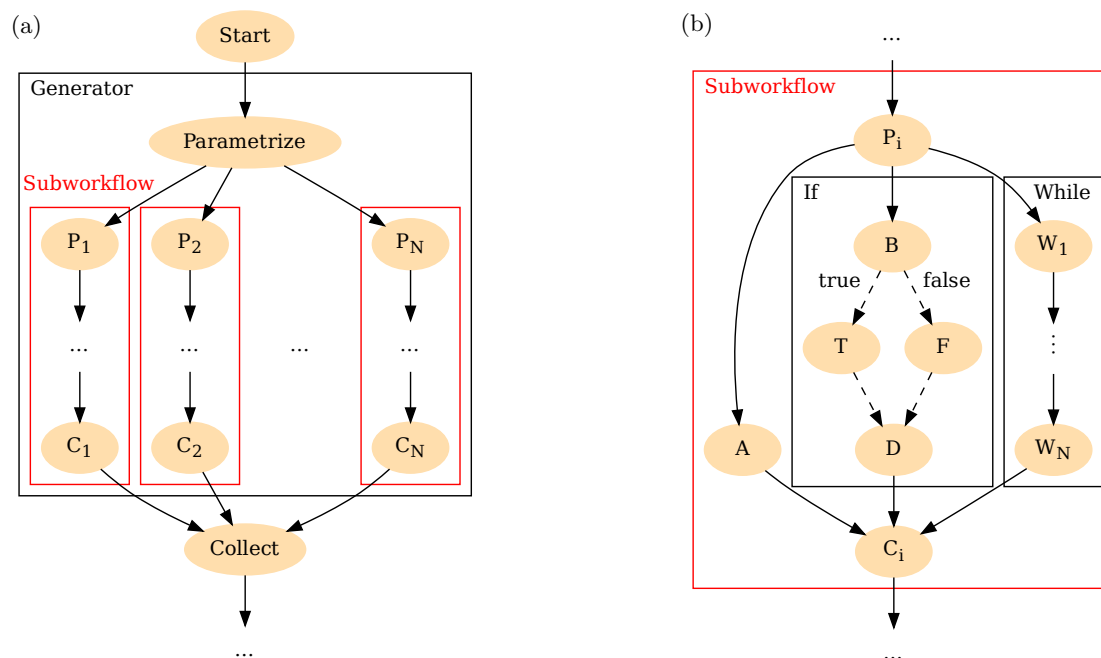 (a)
Start
Generator
Parametrize
Subworkflow
P1 P2 PN
... ... ... ...
C1 C2 CN
Collect
...
(b)
...
Subworkflow
Pi
If
While
B
W1
true
false
T
F
⋮
A
D
WN
Ci
...